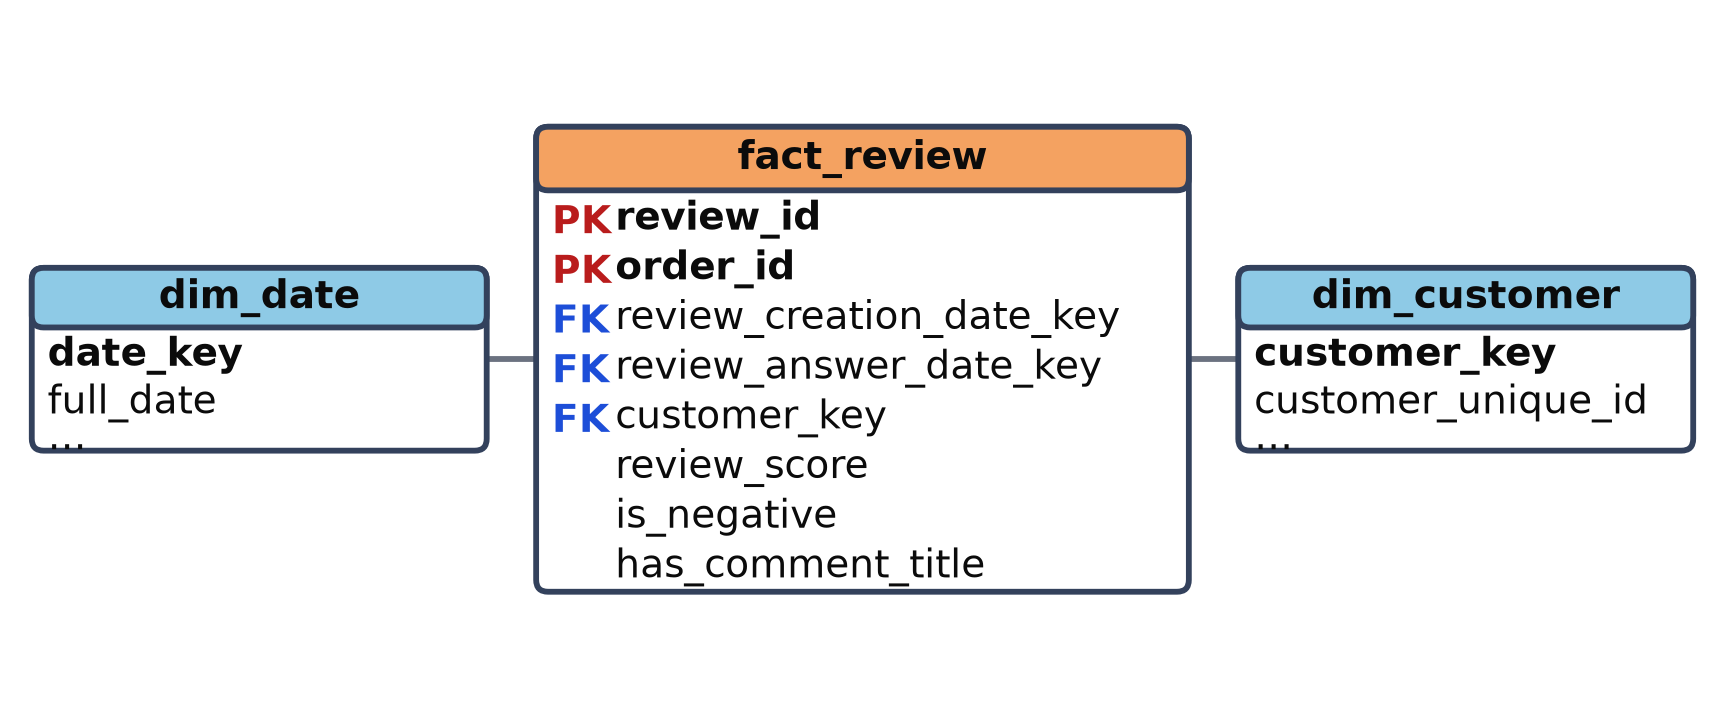 dim_date
date_key
full_date
...
fact_review
PK review_id
PK order_id
FK review_creation_date_key
FK review_answer_date_key
FK customer_key
review_score
is_negative
has_comment_title
dim_customer
customer_key
customer_unique_id
...